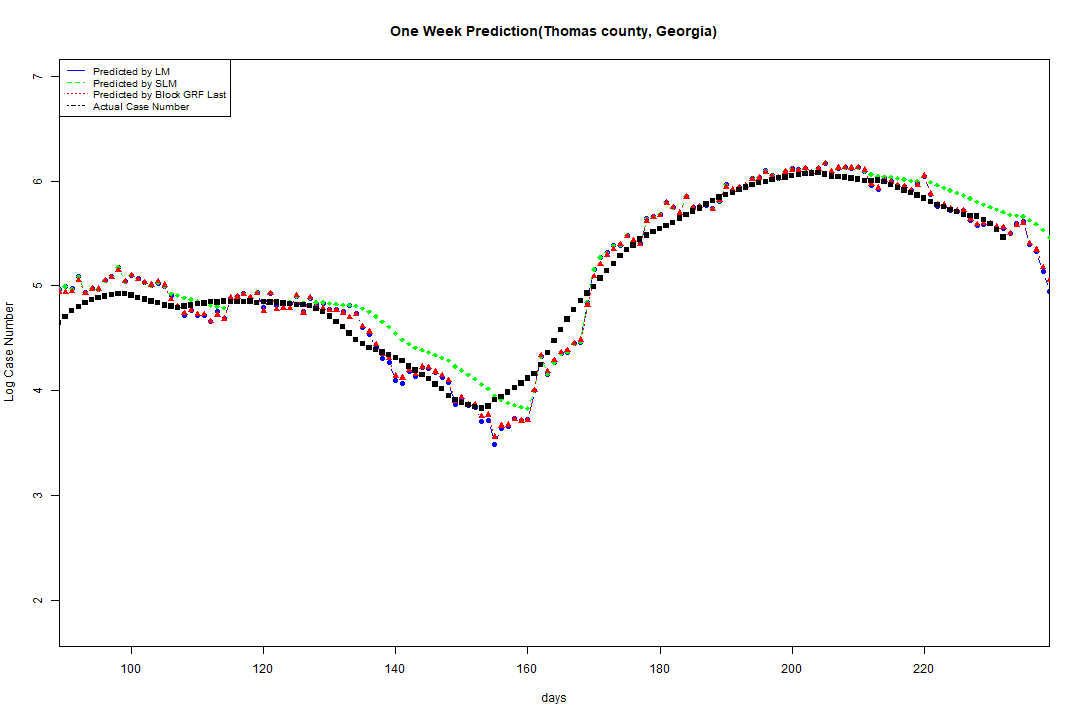 One Week Prediction(Thomas county, Georgia)
Predicted by LM
Predicted by SLM
Predicted by Block GRF Last
Actual Case Number
7
6
5
4
3
2
Log Case Number
100 120 140 160 180 200 220
days